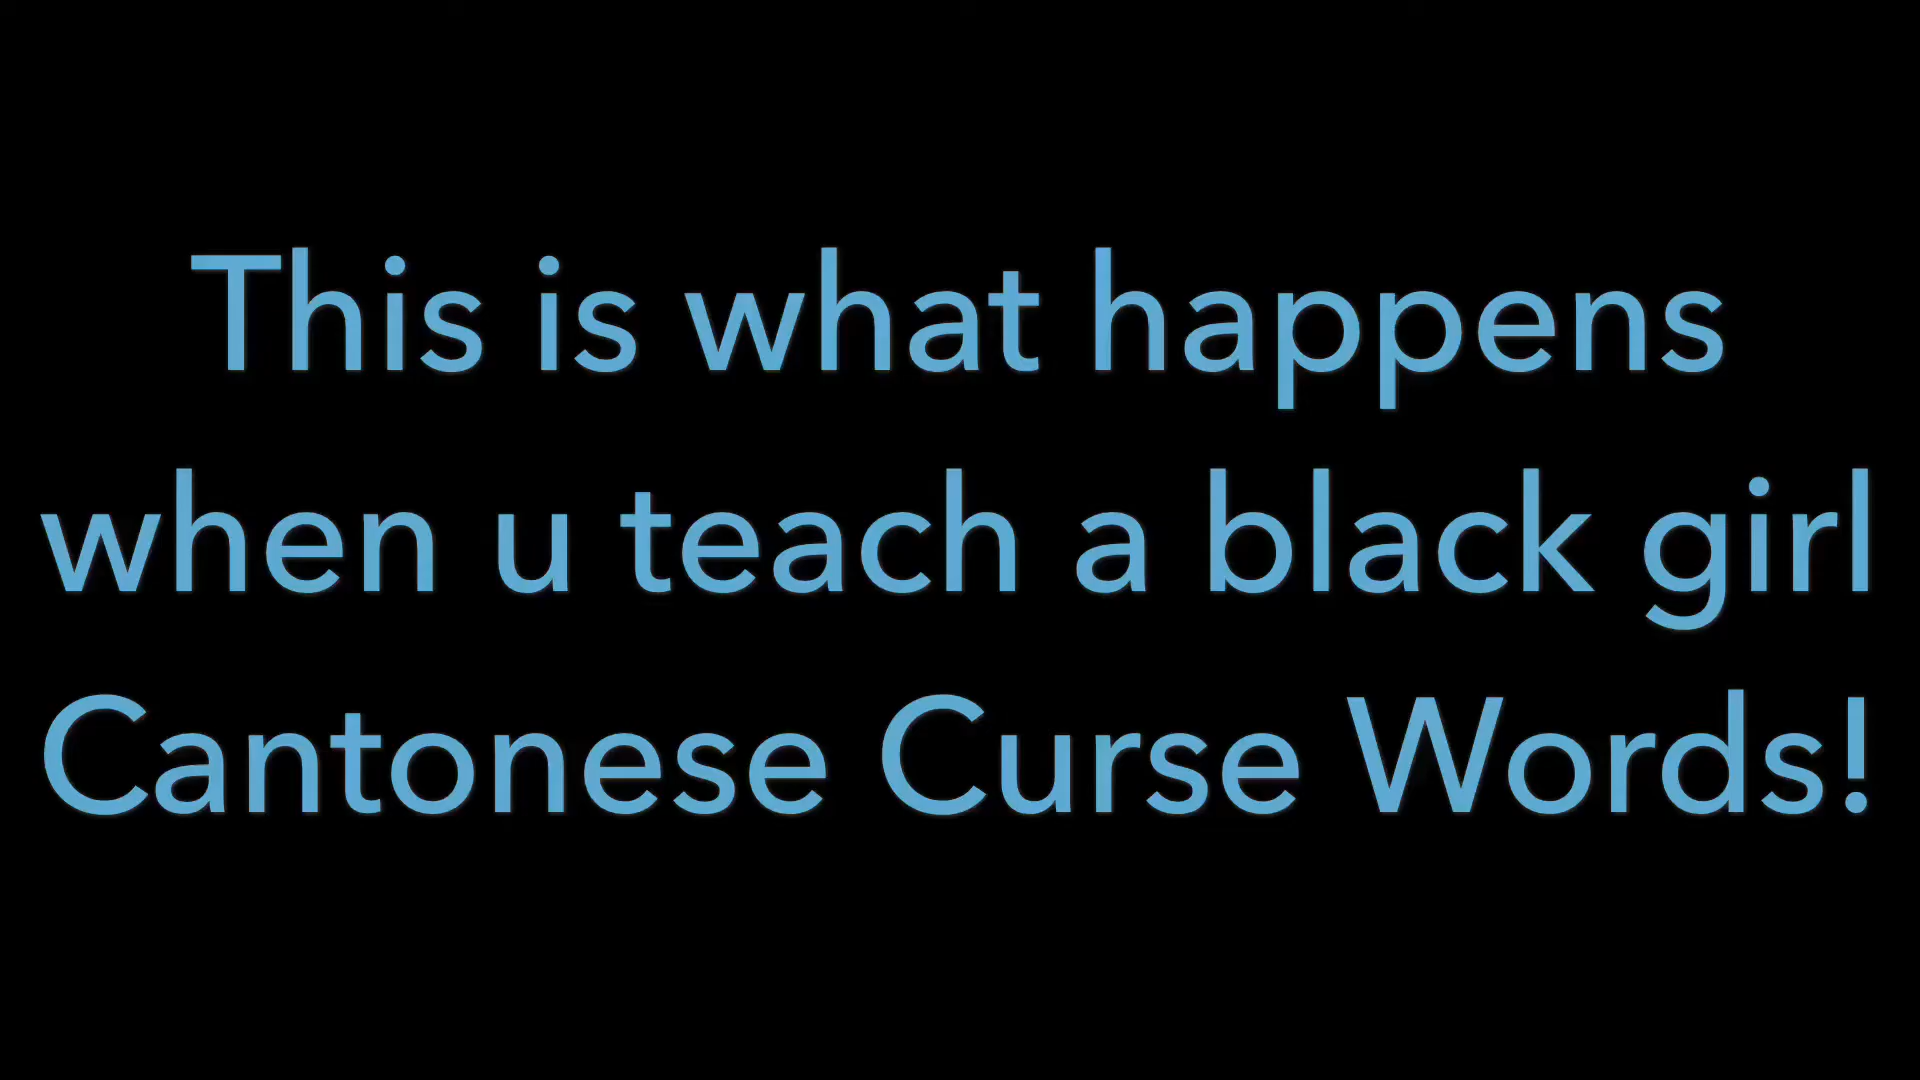 This is what happens
when u teach a black girl
Cantonese Curse Words!